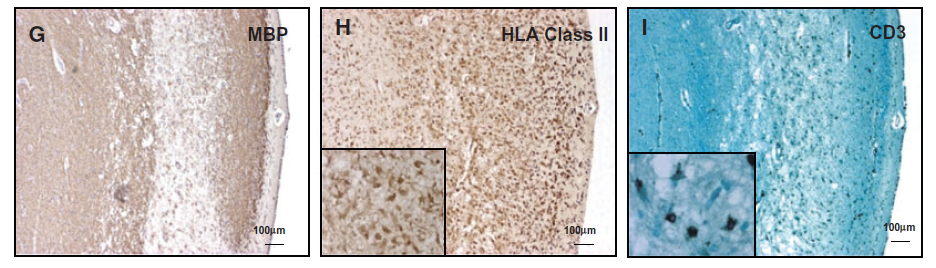 G
MBP
100µm
H
HLA Class II
I
CD3
100µm
100µm